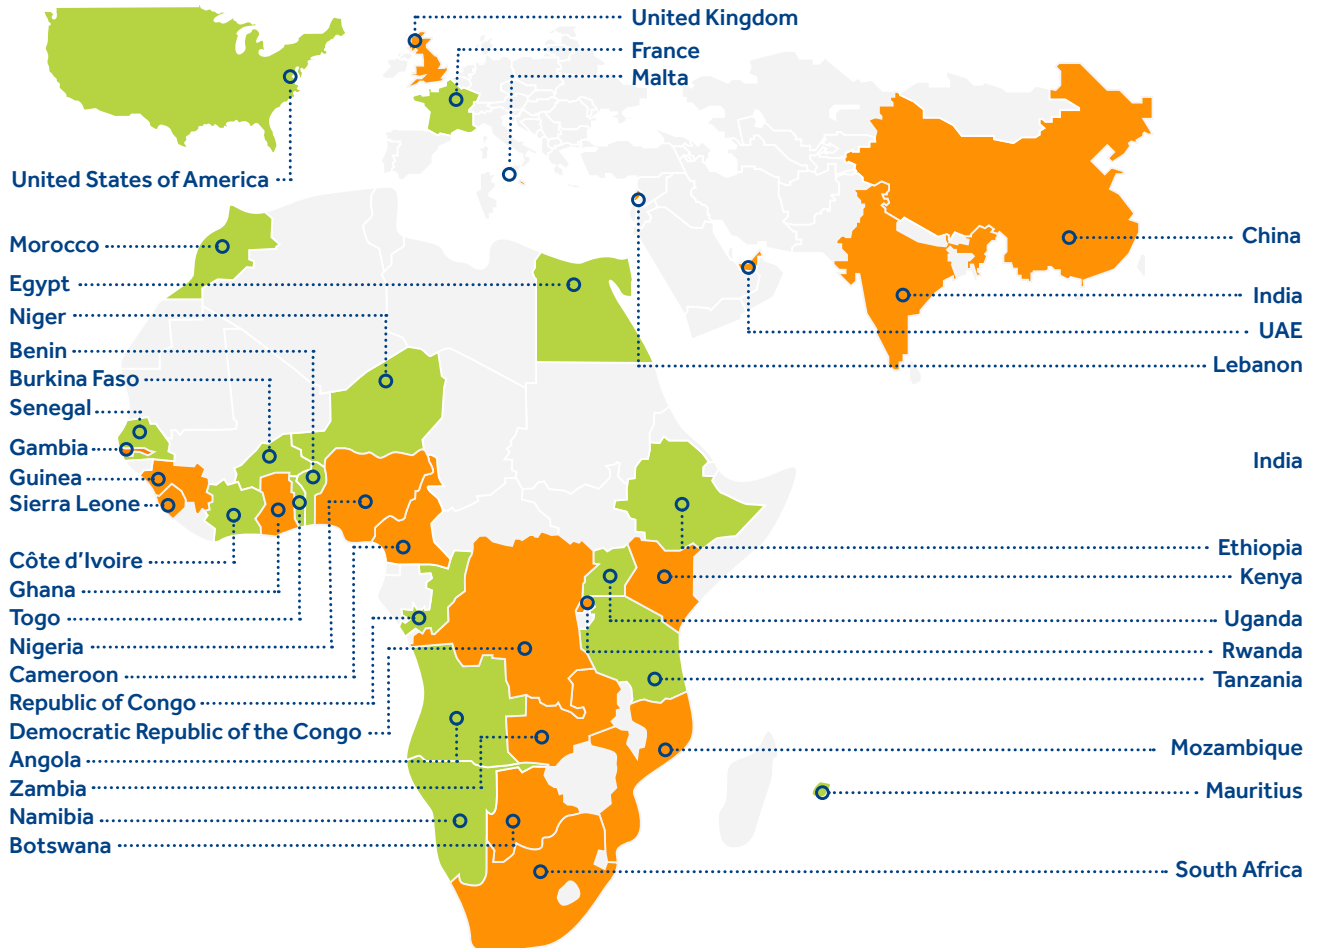 United Kingdom
France
Malta
United States of America
Morocco
Egypt
Niger
Benin
Burkina Faso
Senegal
Gambia
Guinea
Sierra Leone
Côte d'Ivoire
Ghana
Togo
Nigeria
Cameroon
Republic of Congo
Democratic Republic of the Congo
Angola
Zambia
Namibia
Botswana
China
India
UAE
Lebanon
India
Ethiopia
Kenya
Uganda
Rwanda
Tanzania
Mozambique
Mauritius
South Africa